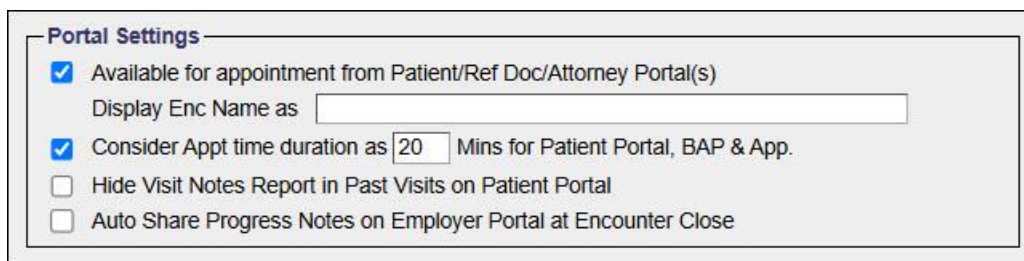 Portal Settings
Available for appointment from Patient/Ref Doc/Attorney Portal(s)
Display Enc Name as
Consider Appt time duration as 20 Mins for Patient Portal, BAP & App.
Hide Visit Notes Report in Past Visits on Patient Portal
Auto Share Progress Notes on Employer Portal at Encounter Close